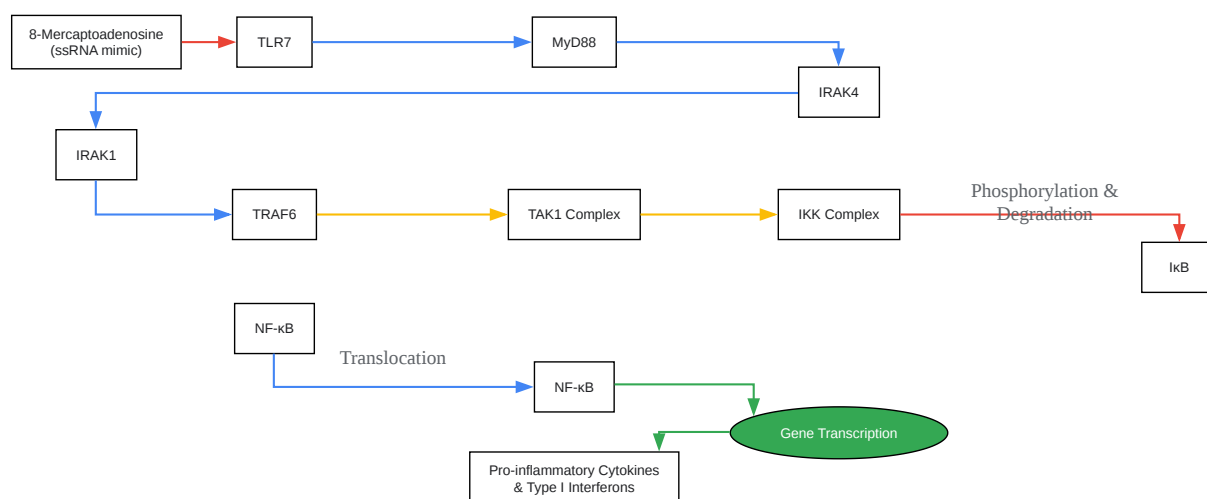 8-Mercaptoadenosine
(ssRNA mimic)
TLR7
MyD88
IRAK4
IRAK1
TRAF6
TAK1 Complex
IKK Complex
Phosphorylation &
Degradation
IκB
NF-κB
Translocation
NF-κB
Gene Transcription
Pro-inflammatory Cytokines
& Type I Interferons